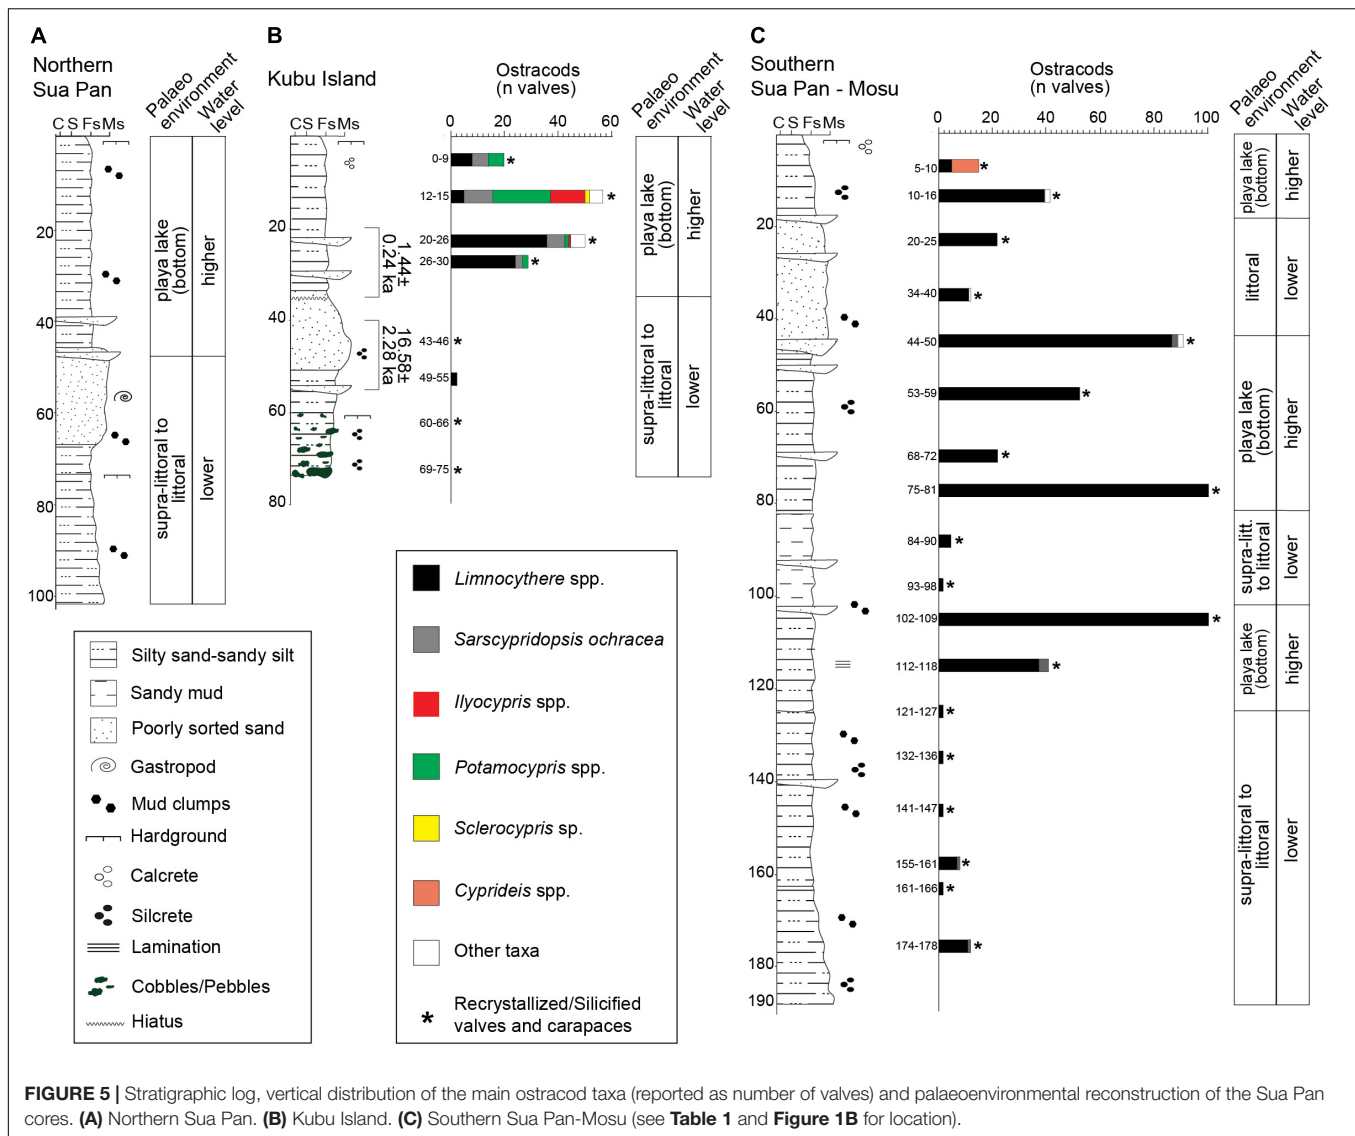 A
Northern
Sua Pan
Palaeo
environment
Water
level
C S Fs Ms
20
40
60
80
100
playa lake
(bottom)
higher
supra-littoral to
littoral
lower
B
Kubu Island
Ostracods
(n valves)
Palaeo
environment
Water
level
C S Fs Ms
0 20 40 60
20
40
60
80
1.44±
0.24 ka
16.58±
2.28 ka
0-9 *
12-15 *
20-26 *
26-30 *
43-46 *
49-55
60-66 *
69-75 *
playa lake
(bottom)
higher
supra-littoral to
littoral
lower
C
Southern
Sua Pan - Mosu
Ostracods
(n valves)
Palaeo
environment
Water
level
C S Fs Ms
0 20 40 60 80 100
20
40
60
80
100
120
140
160
180
190
5-10 *
10-16 *
20-25 *
34-40 *
44-50 *
53-59 *
68-72 *
75-81 *
84-90 *
93-98 *
102-109 *
112-118 *
121-127 *
132-136 *
141-147 *
155-161 *
161-166 *
174-178 *
playa lake
(bottom)
higher
littoral
lower
playa lake
(bottom)
higher
supra-litt.
to littoral
lower
playa lake
(bottom)
higher
supra-littoral to
littoral
lower
Silty sand-sandy silt
Sandy mud
Poorly sorted sand
Gastropod
Mud clumps
Hardground
Calcrete
Silcrete
Lamination
Cobbles/Pebbles
Hiatus
Limnocythere spp.
Sarscypridopsis ochracea
Ilyocypris spp.
Potamocypris spp.
Sclerocypris sp.
Cyprideis spp.
Other taxa
* Recrystallized/Silicified
valves and carapaces
FIGURE 5 | Stratigraphic log, vertical distribution of the main ostracod taxa (reported as number of valves) and palaeoenvironmental reconstruction of the Sua Pan
cores. (A) Northern Sua Pan. (B) Kubu Island. (C) Southern Sua Pan-Mosu (see Table 1 and Figure 1B for location).